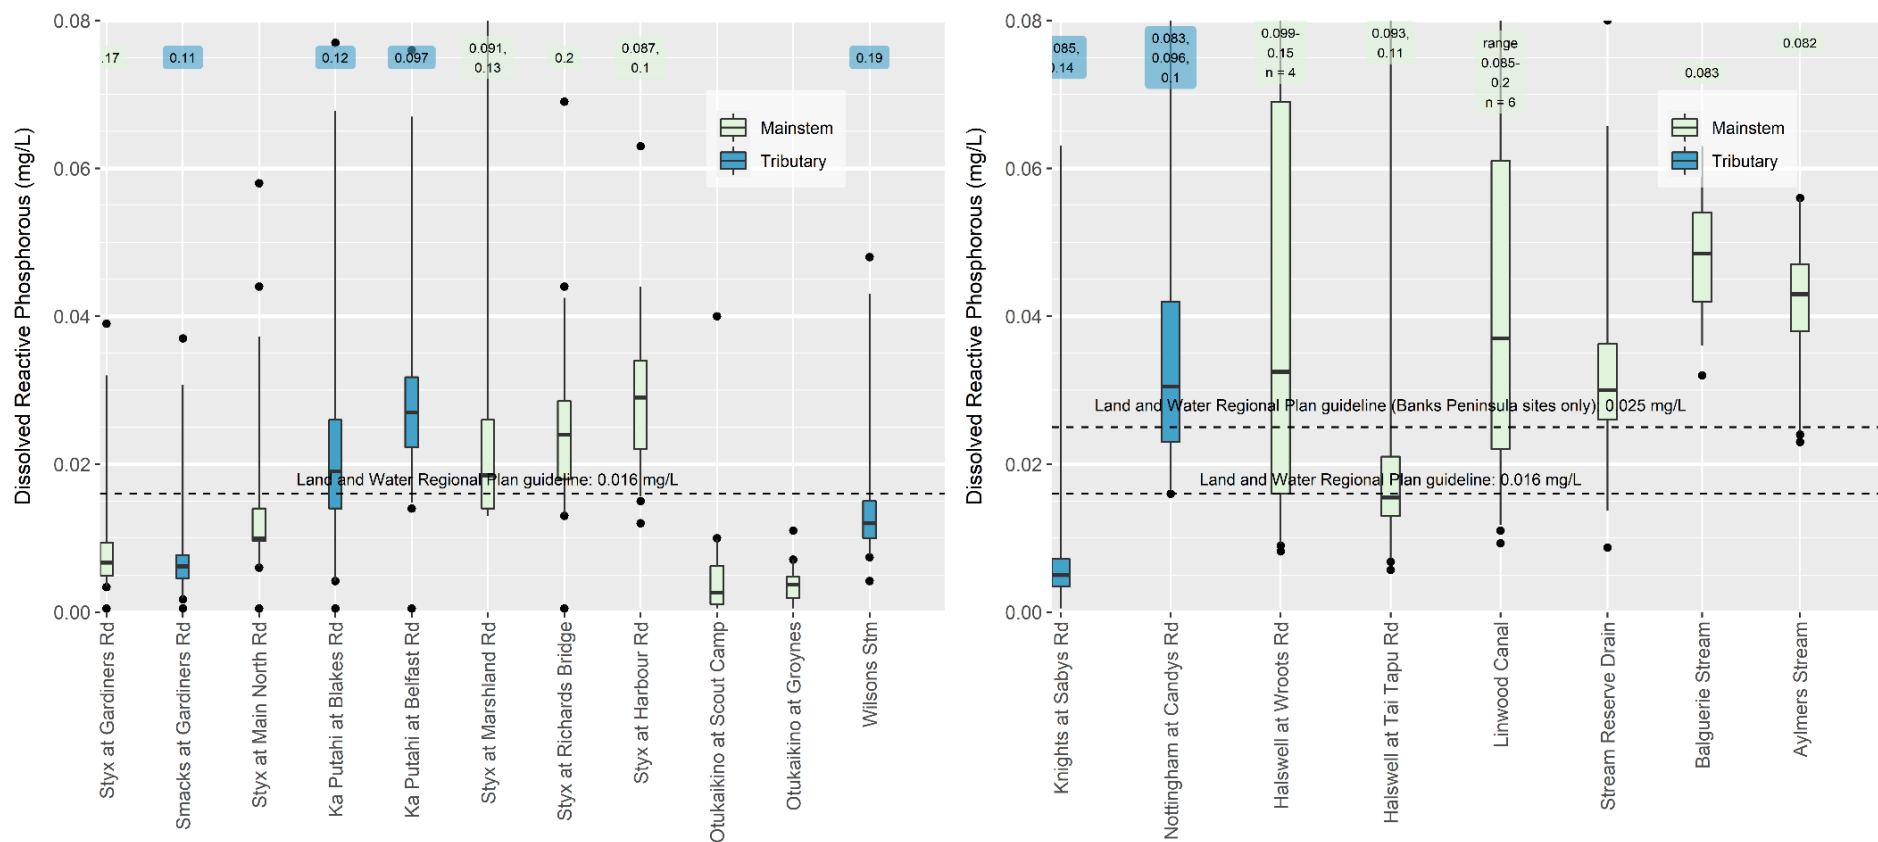 0.08
0.06
0.04
0.02
0.00
Dissolved Reactive Phosphorous (mg/L)
.17
0.11
0.12
0.097
0.091,
0.13
0.2
0.087,
0.1
0.19
Mainstem
Tributary
Land and Water Regional Plan guideline: 0.016 mg/L
Styx at Gardiners Rd
Smacks at Gardiners Rd
Styx at Main North Rd
Ka Putahi at Blakes Rd
Ka Putahi at Belfast Rd
Styx at Marshland Rd
Styx at Richards Bridge
Styx at Harbour Rd
Otukaikino at Scout Camp
Otukaikino at Groynes
Wilsons Stm
0.08
0.06
0.04
0.02
0.00
Dissolved Reactive Phosphorous (mg/L)
085,
0.14
0.083,
0.096,
0.1
0.099-
0.15
n = 4
0.093,
0.11
range
0.085-
0.2
n = 6
0.083
0.082
Mainstem
Tributary
Land and Water Regional Plan guideline (Banks Peninsula sites only): 0.025 mg/L
Land and Water Regional Plan guideline: 0.016 mg/L
Knights at Sabys Rd
Nottingham at Candys Rd
Halswell at Wroots Rd
Halswell at Tai Tapu Rd
Linwood Canal
Stream Reserve Drain
Balguerie Stream
Aylmers Stream